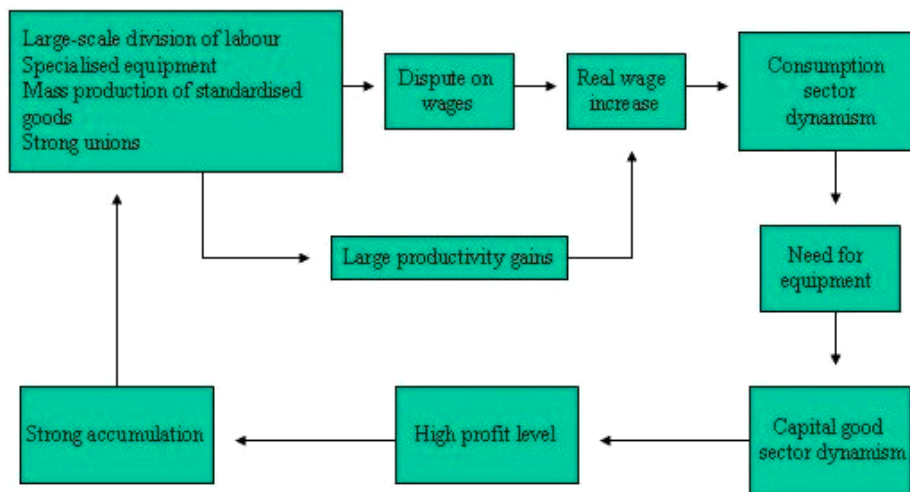 Large-scale division of labour
Specialised equipment
Mass production of standardised
goods
Strong unions
Dispute on
wages
Real wage
increase
Consumption
sector
dynamism
Large productivity gains
Need for
equipment
Strong accumulation
High profit level
Capital good
sector dynamism